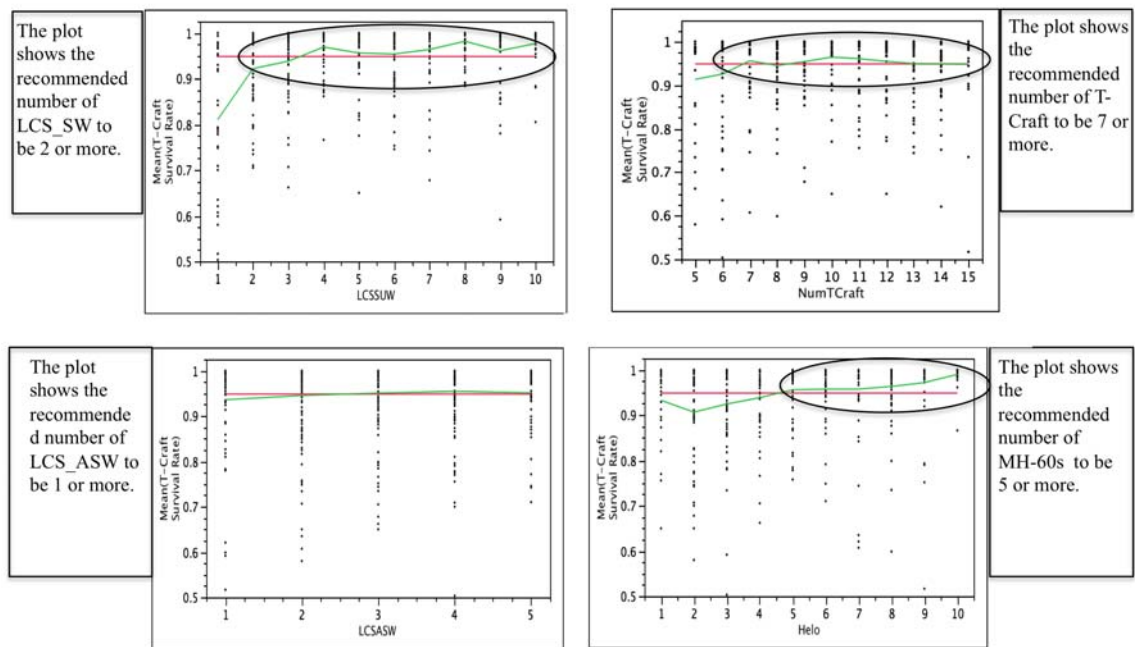 The plot
shows the
recommended
number of
LCS_SW to
be 2 or more.
Mean(T-Craft
Survival Rate)
1
0.9
0.8
0.7
0.6
0.5
1 2 3 4 5 6 7 8 9 10
LCSSUW
Mean(T-Craft
Survival Rate)
1
0.9
0.8
0.7
0.6
0.5
5 6 7 8 9 10 11 12 13 14 15
NumTCraft
The plot shows
the
recommended
number of T-
Craft to be 7 or
more.
The plot
shows the
recommende
d number of
LCS_ASW to
be 1 or more.
Mean(T-Craft
Survival Rate)
1
0.9
0.8
0.7
0.6
0.5
1 2 3 4 5
LCSASW
Mean(T-Craft
Survival Rate)
1
0.9
0.8
0.7
0.6
0.5
1 2 3 4 5 6 7 8 9 10
Helo
The plot shows
the
recommended
number of
MH-60s to be
5 or more.